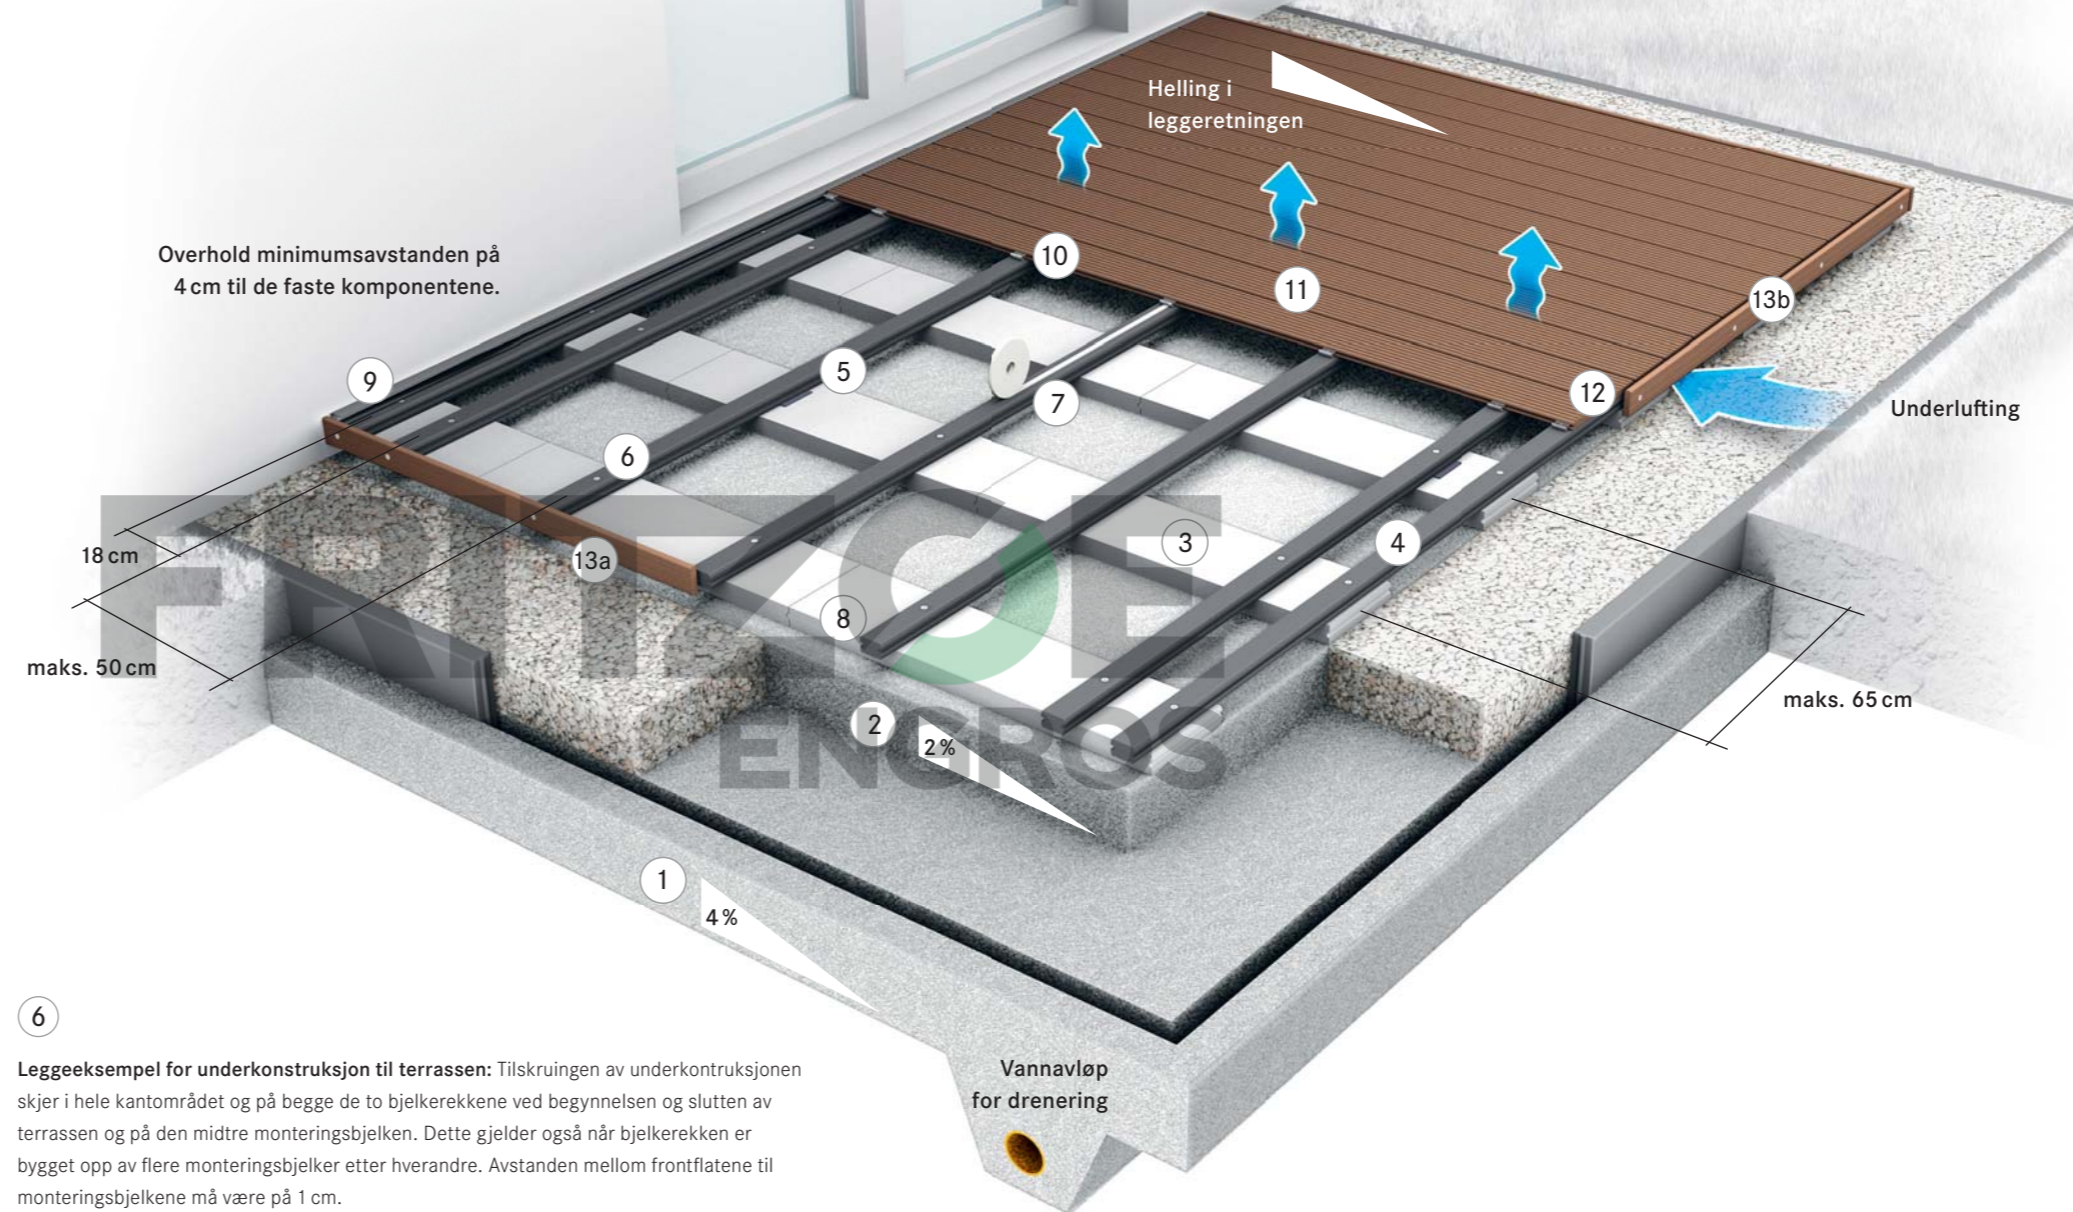 Helling i
leggeretningen
Overhold minimumsavstanden på
4 cm til de faste komponentene.
10
11
13b
9
5
7
12
Underlufting
6
18 cm
13a
3
4
8
maks. 50 cm
maks. 65 cm
FRITZØE
ENGROS
2
2 %
1
4 %
6
Leggeeksempel for underkonstruksjon til terrassen: Tilskruingen av underkontruksjonen
skjer i hele kantområdet og på begge de to bjelkerekkene ved begynnelsen og slutten av
terrassen og på den midtre monteringsbjelken. Dette gjelder også når bjelkerekken er
bygget opp av flere monteringsbjelker etter hverandre. Avstanden mellom frontflatene til
monteringsbjelkene må være på 1 cm.
Vannavløp
for drenering